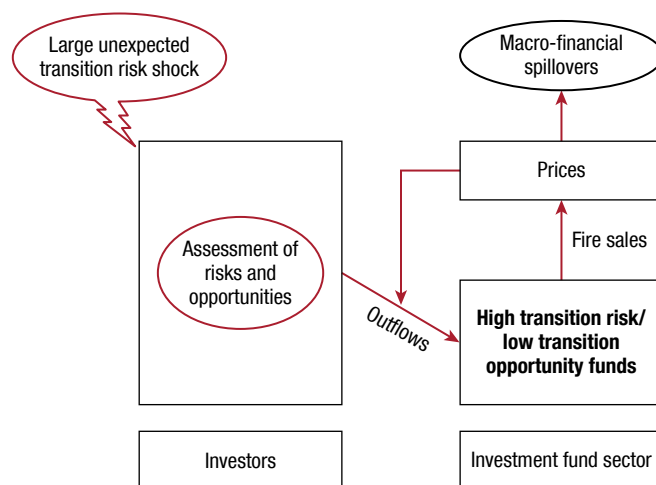 Large unexpected
transition risk shock
Macro-financial
spillovers
Prices
Assessment of
risks and
opportunities
Fire sales
Outflows
High transition risk/
low transition
opportunity funds
Investors
Investment fund sector